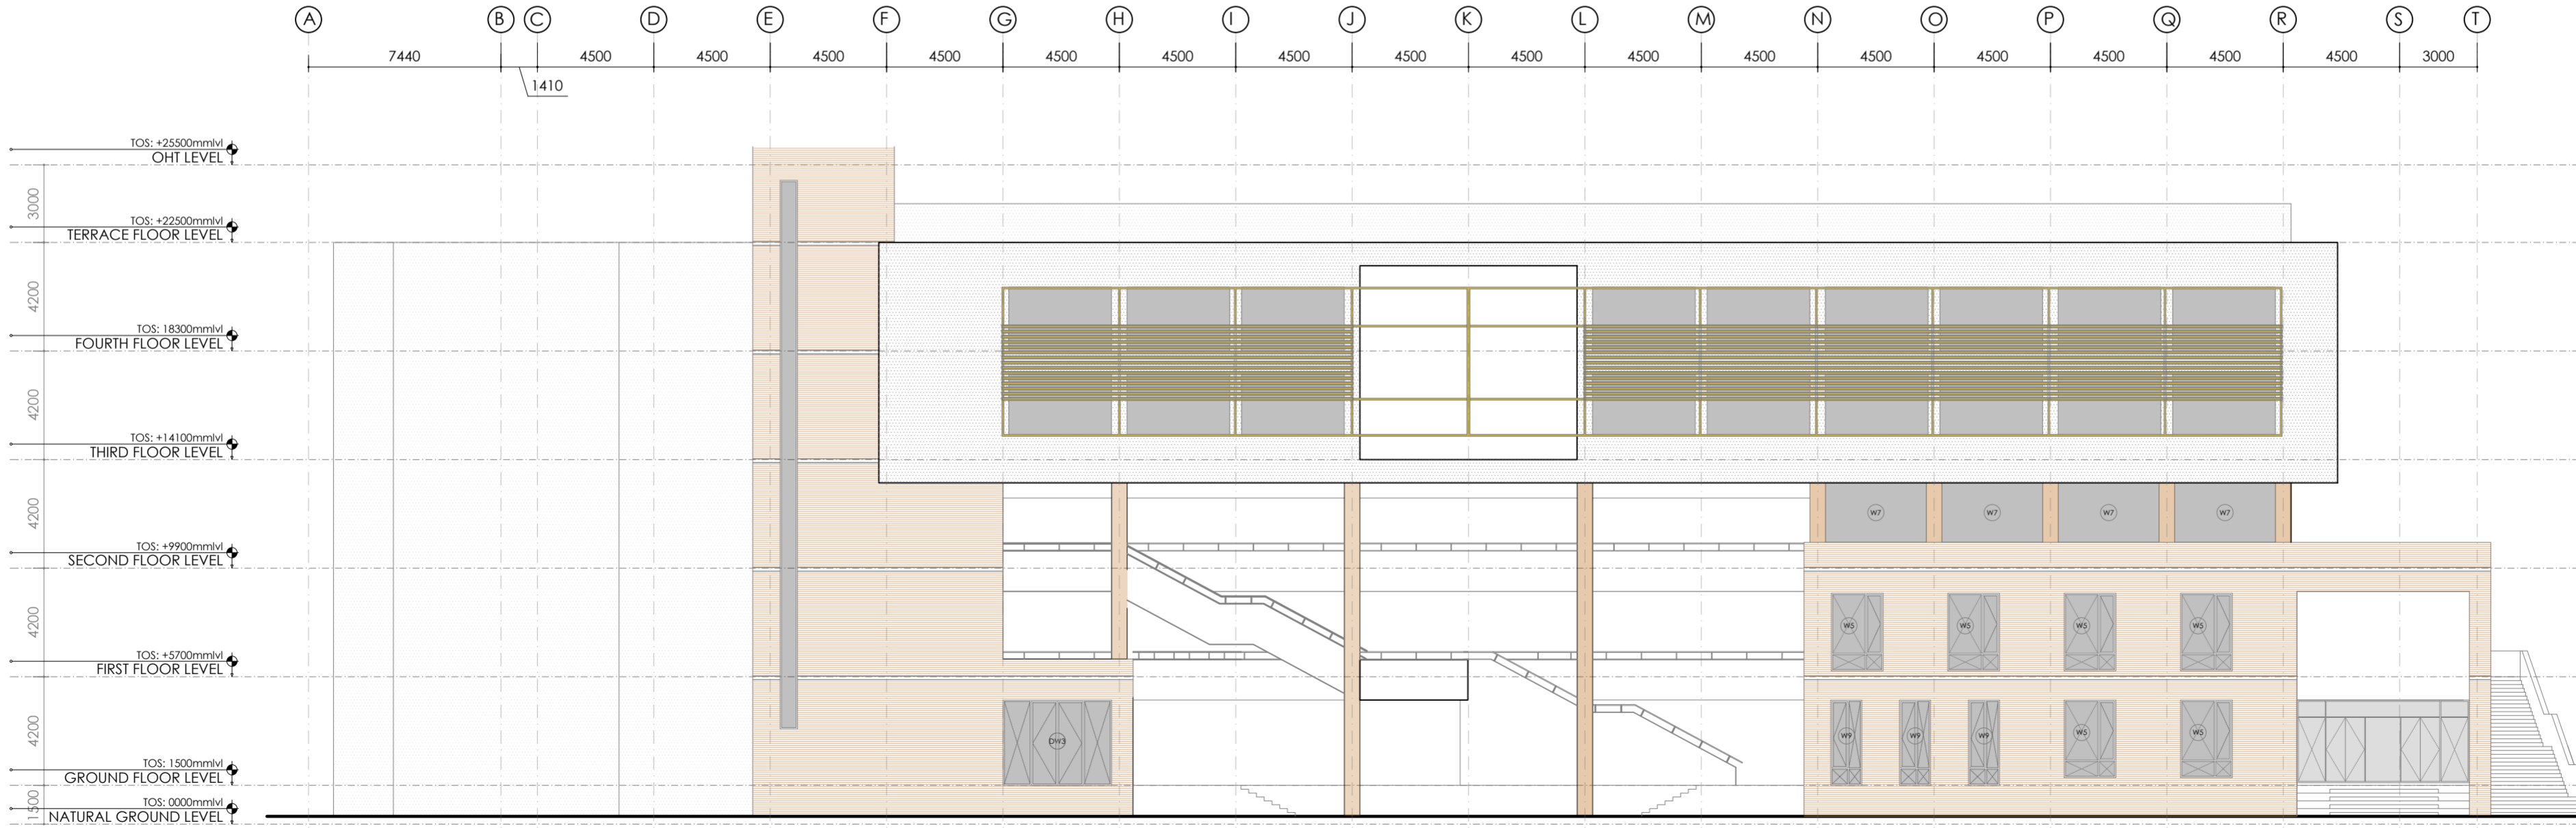 A B C D E F G H I J K L M N O P Q R S T
7440 4500 4500 4500 4500 4500 4500 4500 4500 4500 4500 4500 4500 4500 4500 4500 4500 4500 3000
1410
TOS: +25500mmlvl
OHT LEVEL
3000
TOS: +22500mmlvl
TERRACE FLOOR LEVEL
4200
TOS: 18300mmlvl
FOURTH FLOOR LEVEL
4200
TOS: +14100mmlvl
THIRD FLOOR LEVEL
4200
W7 W7 W7 W7
TOS: +9900mmlvl
SECOND FLOOR LEVEL
4200
W5 W5 W5 W5
TOS: +5700mmlvl
FIRST FLOOR LEVEL
4200
DW3 W9 W9 W9 W5 W5
TOS: 1500mmlvl
GROUND FLOOR LEVEL
1500
TOS: 0000mmlvl
NATURAL GROUND LEVEL